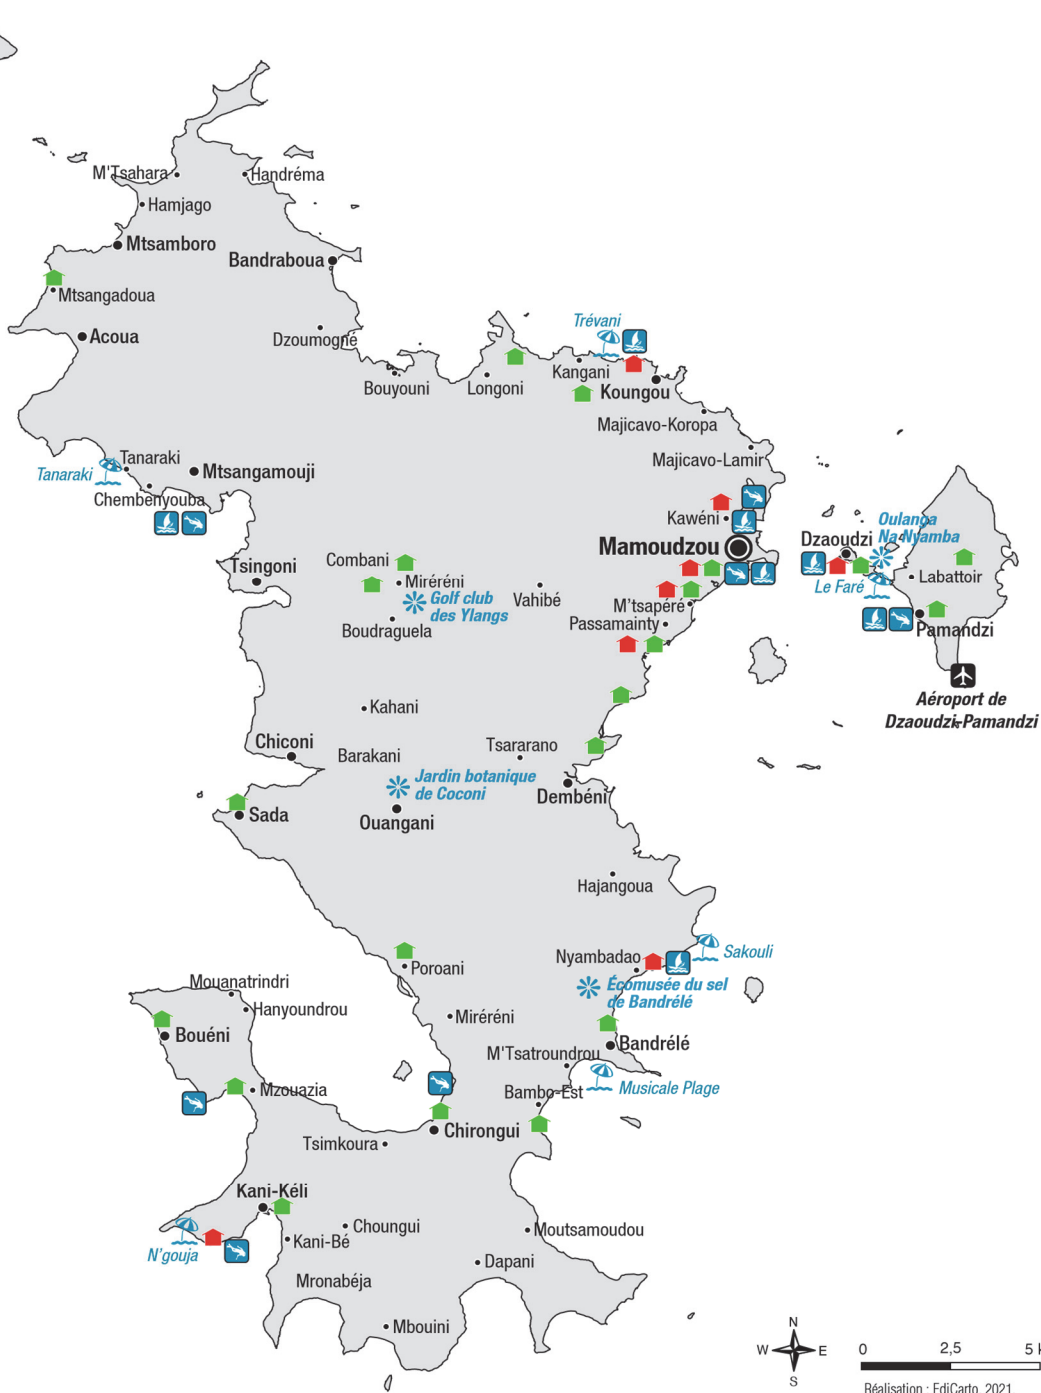 M'Tsahara
Handréma
Hamjago
Mtsamboro
Bandraboua
Mtsangadoua
Acoua
Dzoumogné
Trévani
Kangani
Bouyouni
Longoni
Koungou
Majicavo-Koropa
Majicavo-Lamir
Tanaraki
Tanaraki
Mtsangamouji
Chembenyouba
Kawéni
Mamoudzou
Dzaoudzi
Oulanga
Na Nyamba
Le Faré
Labattoir
Pamandzi
Aéroport de
Dzaoudzi-Pamandzi
Tsingoni
Combani
Miréréni
Golf club
des Ylangs
Vahibé
Boudraguela
M'tsapéré
Passamainty
Kahani
Chiconi
Barakani
Tsararano
Jardin botanique
de Coconi
Dembéni
Sada
Ouangani
Hajangoua
Nyambadao
Sakouli
Écomusée du sel
de Bandrélé
Poroani
Mouanatrindri
Hanyoundrou
Miréréni
Bouéni
Bandrélé
M'Tsatroundrou
Musicale Plage
Mzouazia
Bambo-Est
Chirongui
Tsimkoura
Kani-Kéli
Choungui
Moutsamoudou
N'gouja
Kani-Bé
Dapani
Mronabéja
Mbouini
N
W E
S
0 2,5 5 k
Réalisation : EdiCarto, 2021